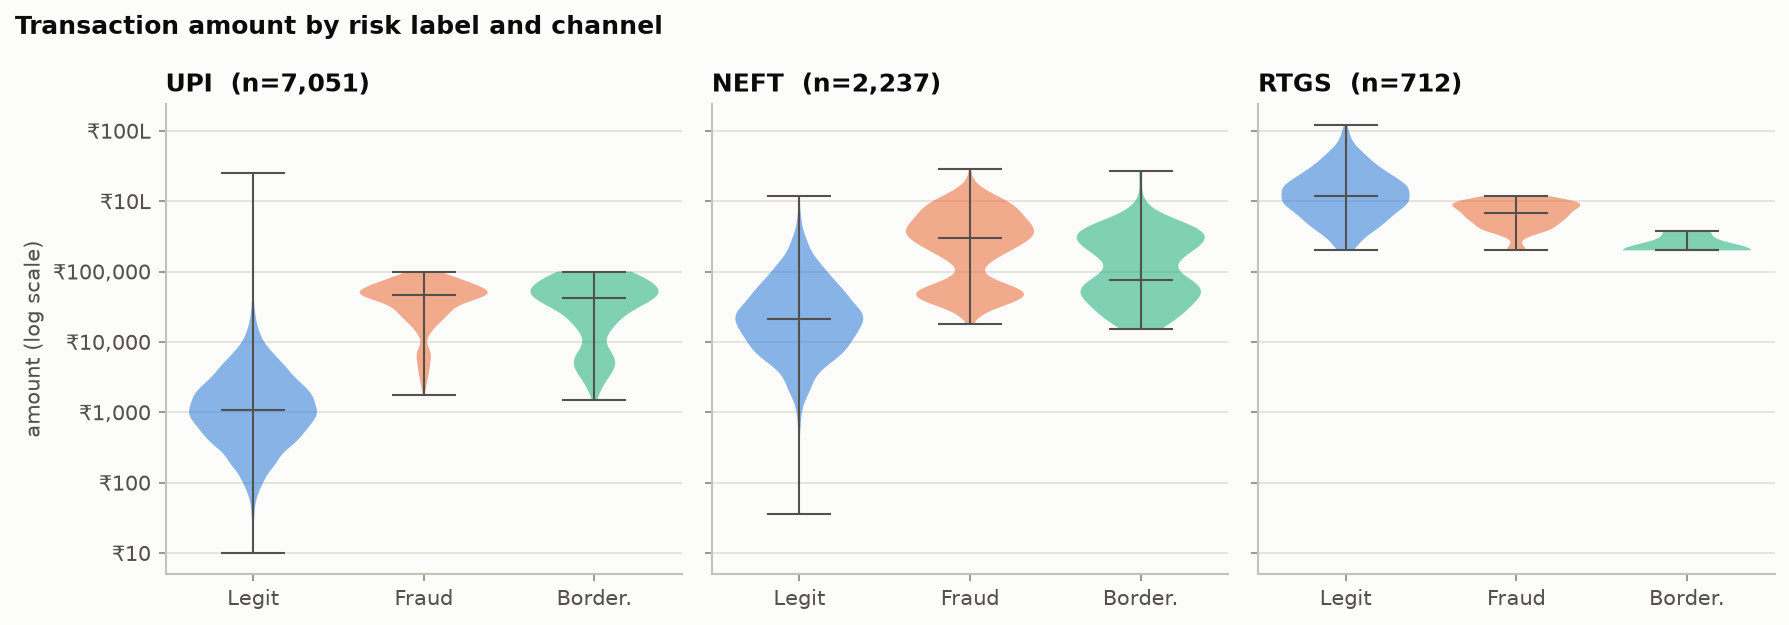 Transaction amount by risk label and channel
UPI (n=7,051)
NEFT (n=2,237)
RTGS (n=712)
amount (log scale)
₹100L
₹10L
₹100,000
₹10,000
₹1,000
₹100
₹10
Legit Fraud Border.
Legit Fraud Border.
Legit Fraud Border.